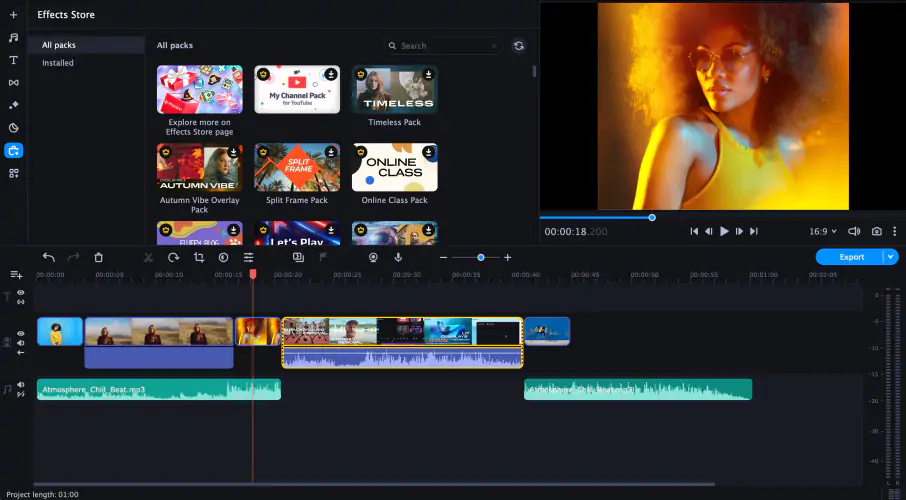 Effects Store
All packs
Installed
All packs
Search
Explore more on
Effects Store page
My Channel Pack
for YouTube
TIMELESS
Timeless Pack
AUTUMN VIBE
Autumn Vibe Overlay
Pack
SPLIT
FRAME
Split Frame Pack
ONLINE
CLASS
Online Class Pack
FLUFFY BLOG
Let's Play
00:00:18.200
16:9
Export
00:00:00
00:00:05
00:00:10
00:00:15
00:00:20
00:00:25
00:00:30
00:00:35
00:00:40
00:00:45
00:00:50
00:00:55
00:01:00
00:01:05
0
-5
-10
-15
-20
-30
-40
L R
Atmosphere_Chill_Beat.mp3
Atmosphere_Chill_Beat.mp3
Project length: 01:00